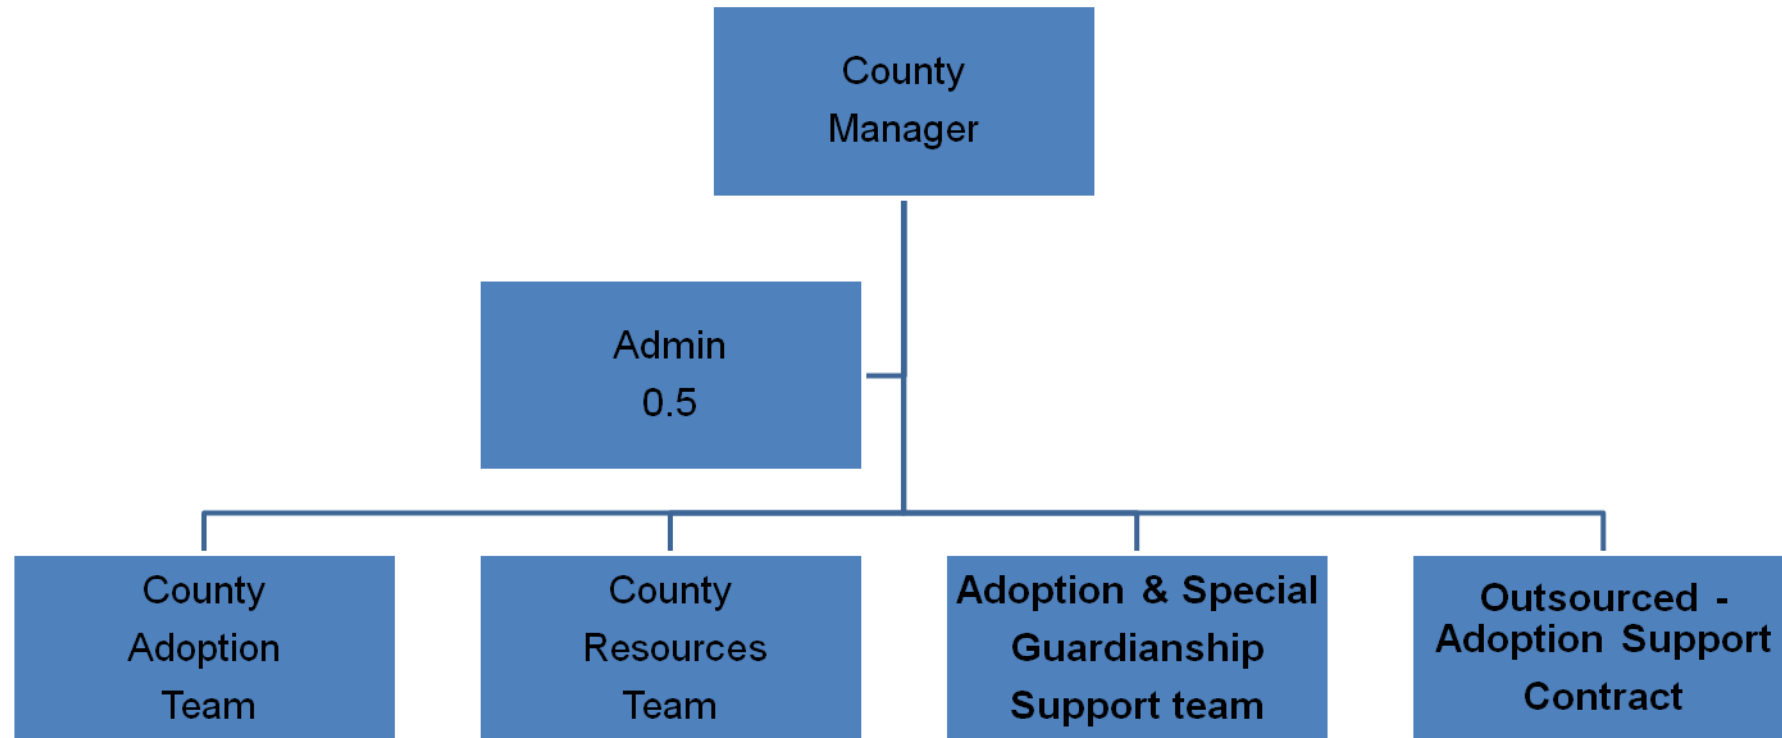 County
Manager
Admin
0.5
County
Adoption
Team
County
Resources
Team
Adoption & Special
Guardianship
Support team
Outsourced -
Adoption Support
Contract